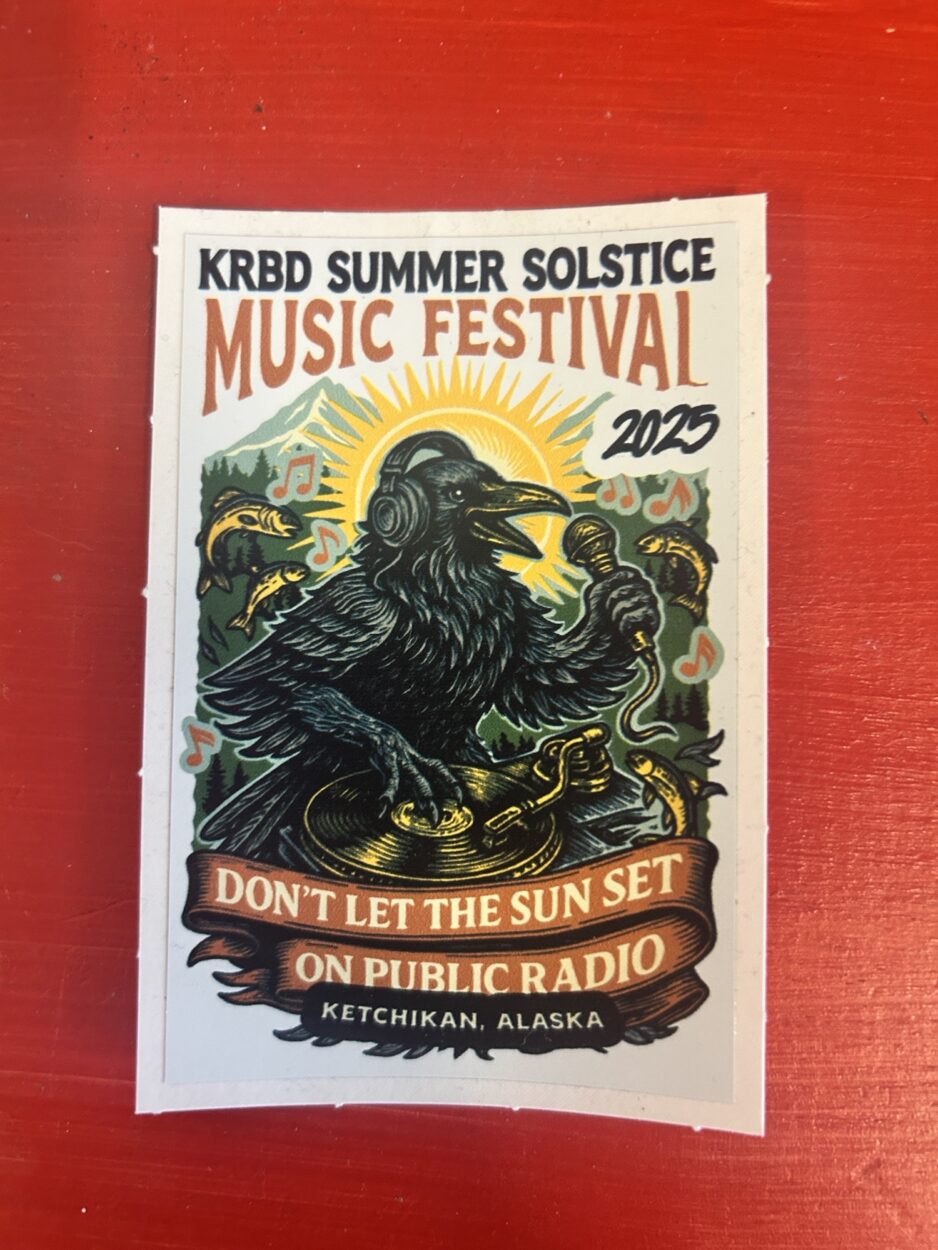 KRBD SUMMER SOLSTICE
MUSIC FESTIVAL
2025
DON'T LET THE SUN SET
ON PUBLIC RADIO
KETCHIKAN, ALASKA